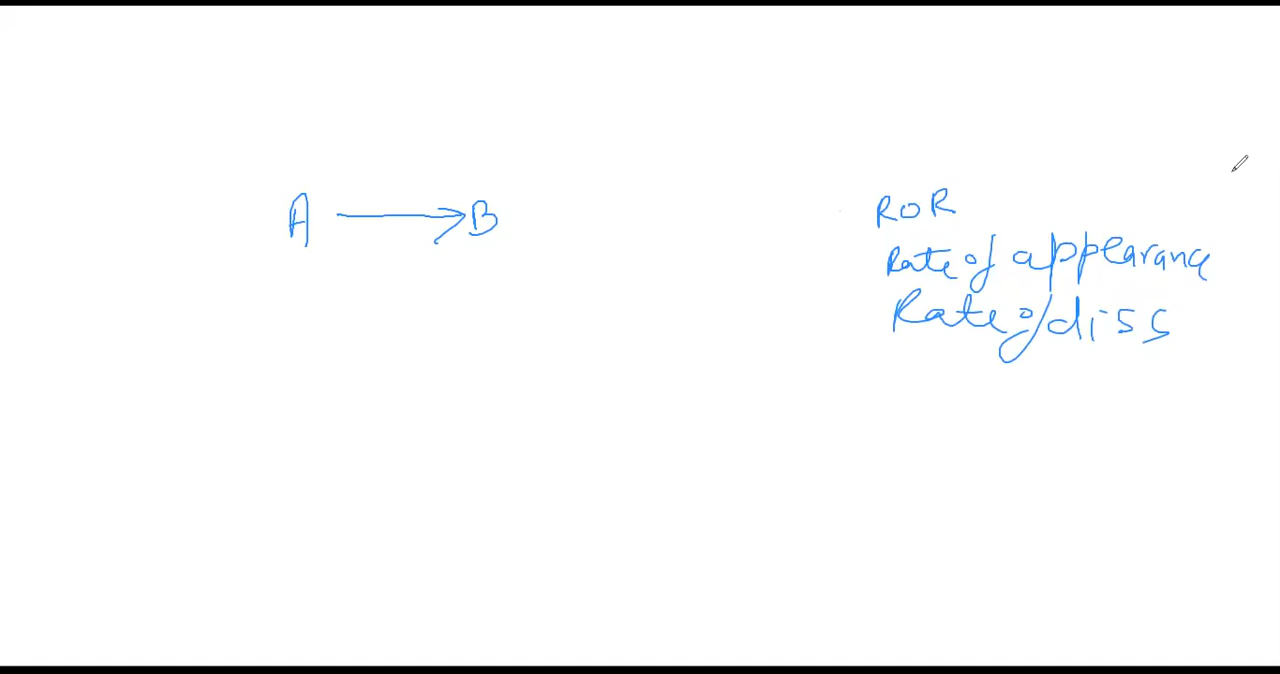 A → B
ROR
Rate of appearance
Rate of diss